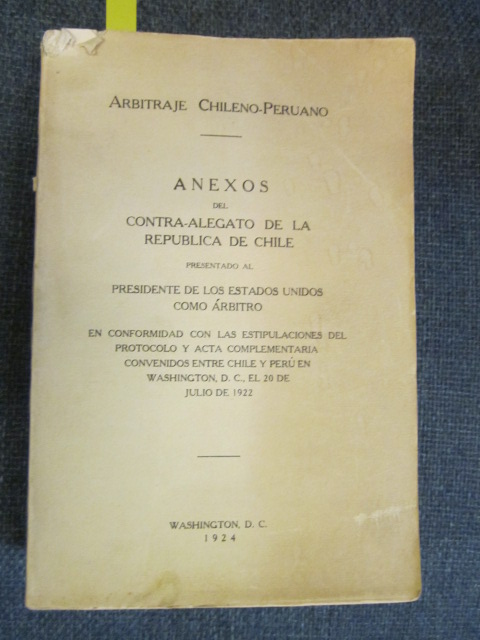 ARBITRAJE CHILENO-PERUANO
ANEXOS
DEL
CONTRA-ALEGATO DE LA
REPUBLICA DE CHILE
PRESENTADO AL
PRESIDENTE DE LOS ESTADOS UNIDOS
COMO ÁRBITRO
EN CONFORMIDAD CON LAS ESTIPULACIONES DEL
PROTOCOLO Y ACTA COMPLEMENTARIA
CONVENIDOS ENTRE CHILE Y PERÚ EN
WASHINGTON, D. C., EL 20 DE
JULIO DE 1922
WASHINGTON, D. C.
1924